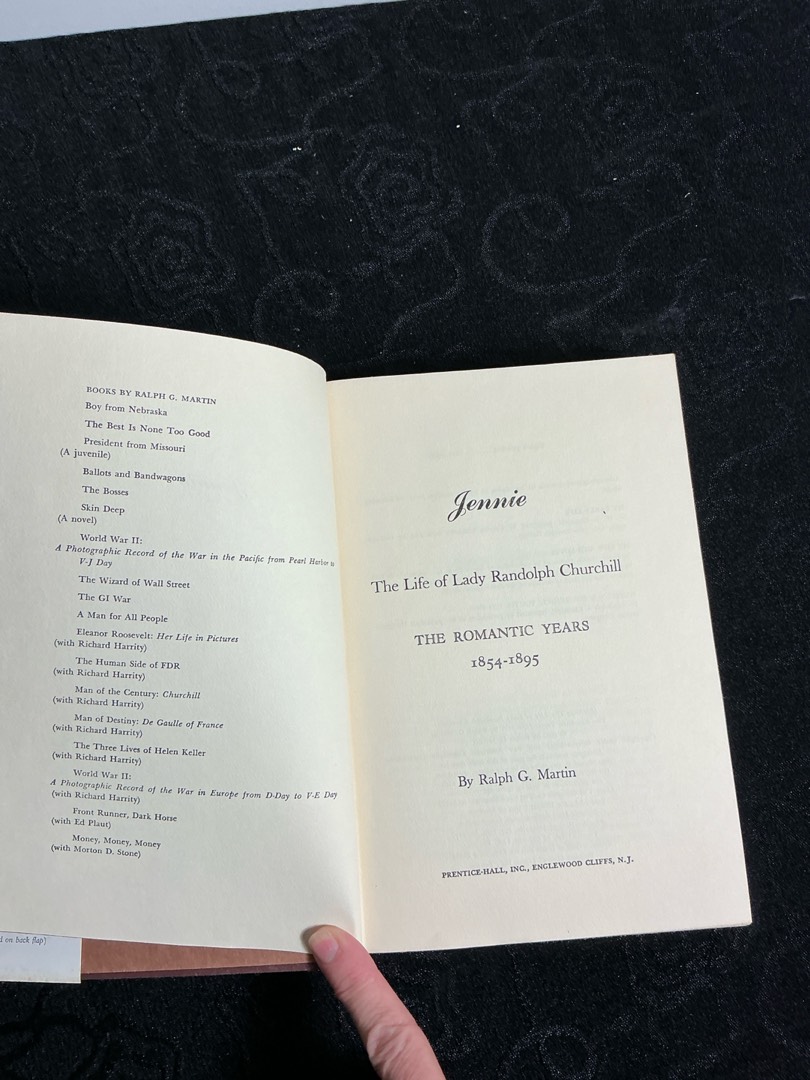 BOOKS BY RALPH G. MARTIN
Boy from Nebraska
The Best Is None Too Good
President from Missouri
(A juvenile)
Ballots and Bandwagons
The Bosses
Skin Deep
(A novel)
World War II:
A Photographic Record of the War in the Pacific from Pearl Harbor to
V-J Day
The Wizard of Wall Street
The GI War
A Man for All People
Eleanor Roosevelt: Her Life in Pictures
(with Richard Harrity)
The Human Side of FDR
(with Richard Harrity)
Man of the Century: Churchill
(with Richard Harrity)
Man of Destiny: De Gaulle of France
(with Richard Harrity)
The Three Lives of Helen Keller
(with Richard Harrity)
World War II:
A Photographic Record of the War in Europe from D-Day to V-E Day
(with Richard Harrity)
Front Runner, Dark Horse
(with Ed Plaut)
Money, Money, Money
(with Morton D. Stone)
on back flap)
Jennie
The Life of Lady Randolph Churchill
THE ROMANTIC YEARS
1854-1895
By Ralph G. Martin
PRENTICE-HALL, INC., ENGLEWOOD CLIFFS, N.J.